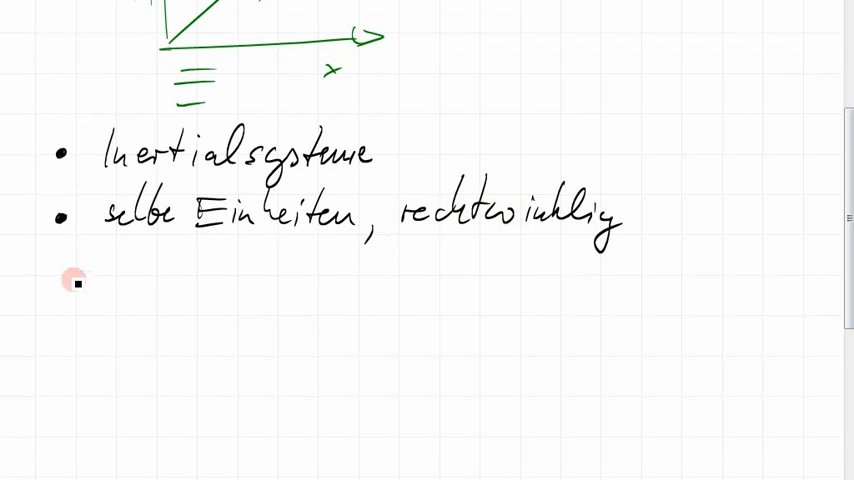 x
• Inertialsysteme
• selbe Einheiten, rechtwinklig